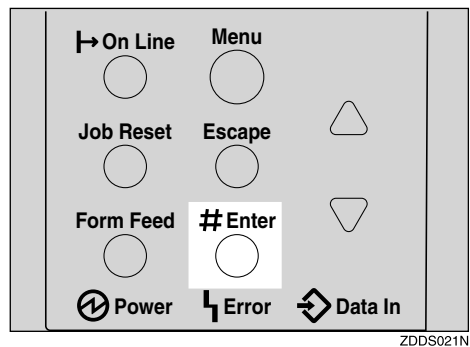 On Line Menu
Job Reset Escape
Form Feed # Enter
Power Error Data In
ZDDS021N